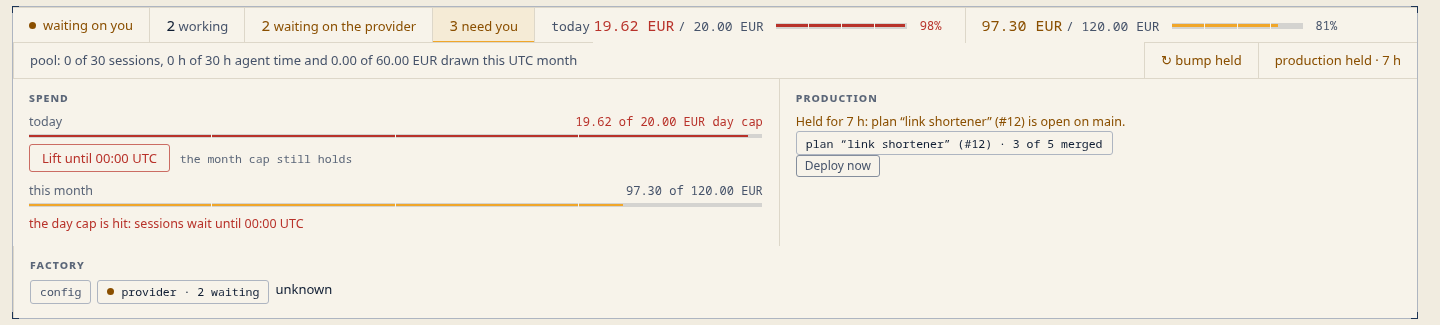 waiting on you 2 working 2 waiting on the provider 3 need you today 19.62 EUR / 20.00 EUR 98% 97.30 EUR / 120.00 EUR 81%
pool: 0 of 30 sessions, 0 h of 30 h agent time and 0.00 of 60.00 EUR drawn this UTC month ↻ bump held production held · 7 h
SPEND
today 19.62 of 20.00 EUR day cap
Lift until 00:00 UTC the month cap still holds
this month 97.30 of 120.00 EUR
the day cap is hit: sessions wait until 00:00 UTC
PRODUCTION
Held for 7 h: plan “link shortener” (#12) is open on main.
plan “link shortener” (#12) · 3 of 5 merged
Deploy now
FACTORY
config provider · 2 waiting unknown